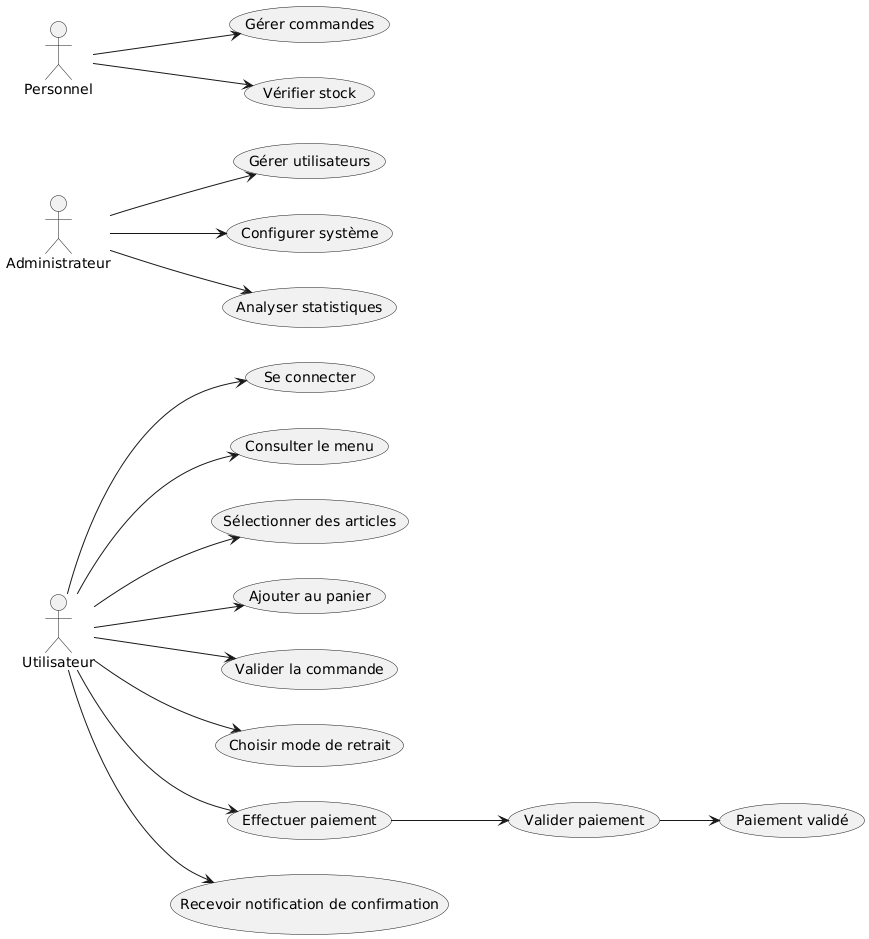 Gérer commandes
Personnel
Vérifier stock
Gérer utilisateurs
Configurer système
Administrateur
Analyser statistiques
Se connecter
Consulter le menu
Sélectionner des articles
Ajouter au panier
Utilisateur
Valider la commande
Choisir mode de retrait
Effectuer paiement
Valider paiement
Paiement validé
Recevoir notification de confirmation